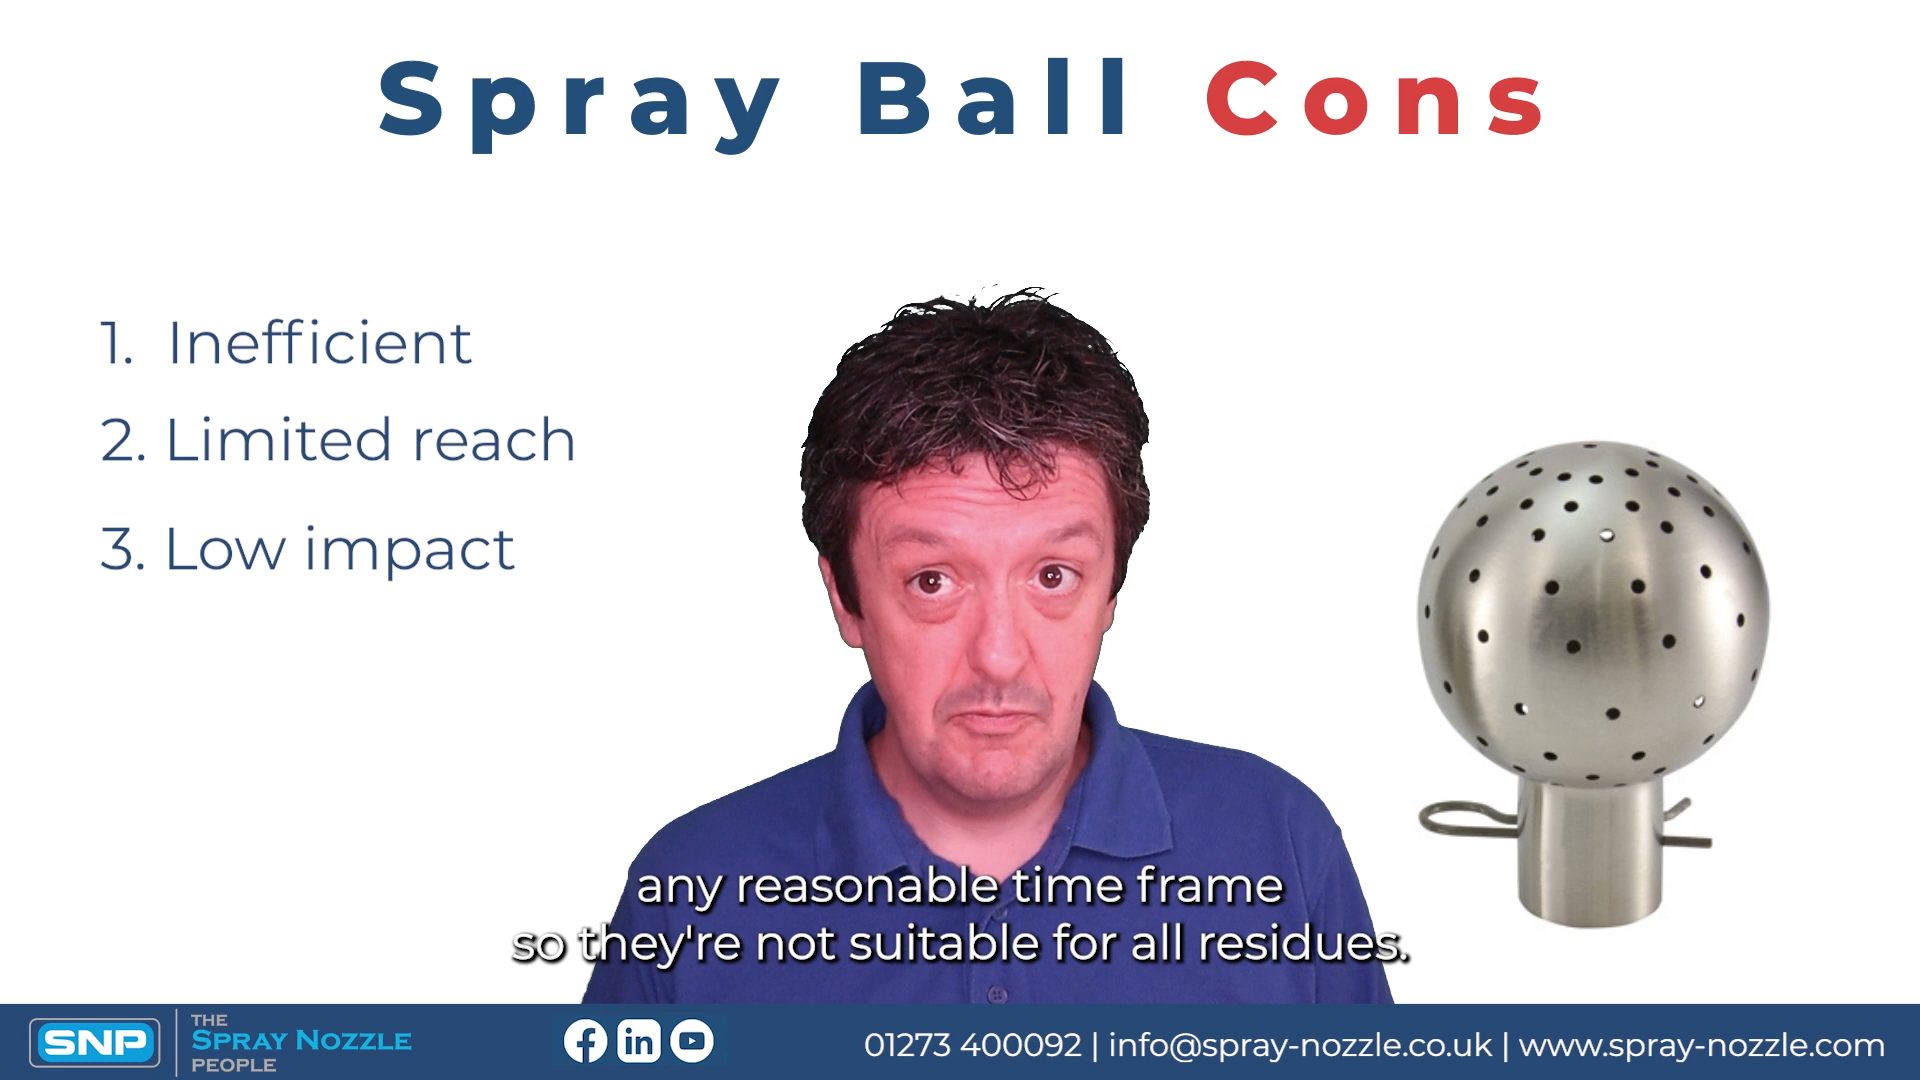 Spray Ball Cons
1. Inefficient
2. Limited reach
3. Low impact
any reasonable time frame
so they're not suitable for all residues.
SNP
THE
SPRAY NOZZLE
PEOPLE
01273 400092 | info@spray-nozzle.co.uk | www.spray-nozzle.com